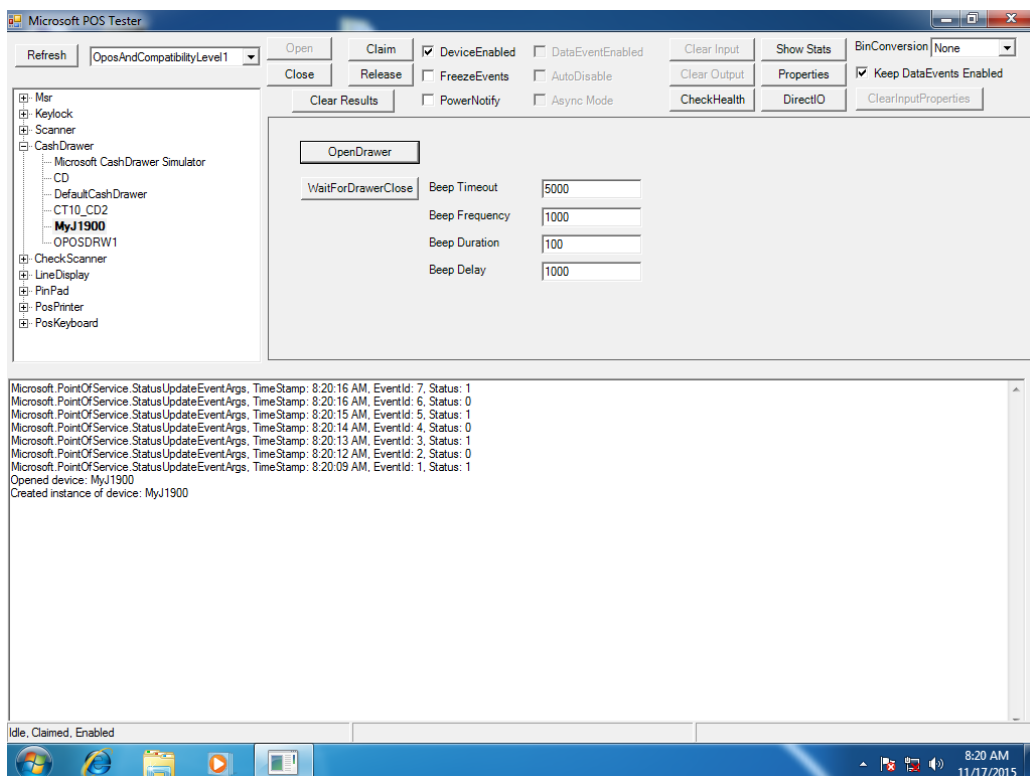 Microsoft POS Tester
Refresh
OposAndCompatibilityLevel1
Open
Claim
DeviceEnabled
DataEventEnabled
Clear Input
Show Stats
BinConversion
None
Close
Release
FreezeEvents
AutoDisable
Clear Output
Properties
Keep DataEvents Enabled
Clear Results
PowerNotify
Async Mode
CheckHealth
DirectIO
ClearInputProperties
Msr
Keylock
Scanner
CashDrawer
Microsoft CashDrawer Simulator
CD
DefaultCashDrawer
CT10_CD2
MyJ1900
OPOSDRW1
CheckScanner
LineDisplay
PinPad
PosPrinter
PosKeyboard
OpenDrawer
WaitForDrawerClose
Beep Timeout
5000
Beep Frequency
1000
Beep Duration
100
Beep Delay
1000
Microsoft.PointOfService.StatusUpdateEventArgs, TimeStamp: 8:20:16 AM, EventId: 7, Status: 1
Microsoft.PointOfService.StatusUpdateEventArgs, TimeStamp: 8:20:16 AM, EventId: 6, Status: 0
Microsoft.PointOfService.StatusUpdateEventArgs, TimeStamp: 8:20:15 AM, EventId: 5, Status: 1
Microsoft.PointOfService.StatusUpdateEventArgs, TimeStamp: 8:20:14 AM, EventId: 4, Status: 0
Microsoft.PointOfService.StatusUpdateEventArgs, TimeStamp: 8:20:13 AM, EventId: 3, Status: 1
Microsoft.PointOfService.StatusUpdateEventArgs, TimeStamp: 8:20:12 AM, EventId: 2, Status: 0
Microsoft.PointOfService.StatusUpdateEventArgs, TimeStamp: 8:20:09 AM, EventId: 1, Status: 1
Opened device: MyJ1900
Created instance of device: MyJ1900
Idle, Claimed, Enabled
8:20 AM
11/17/2015